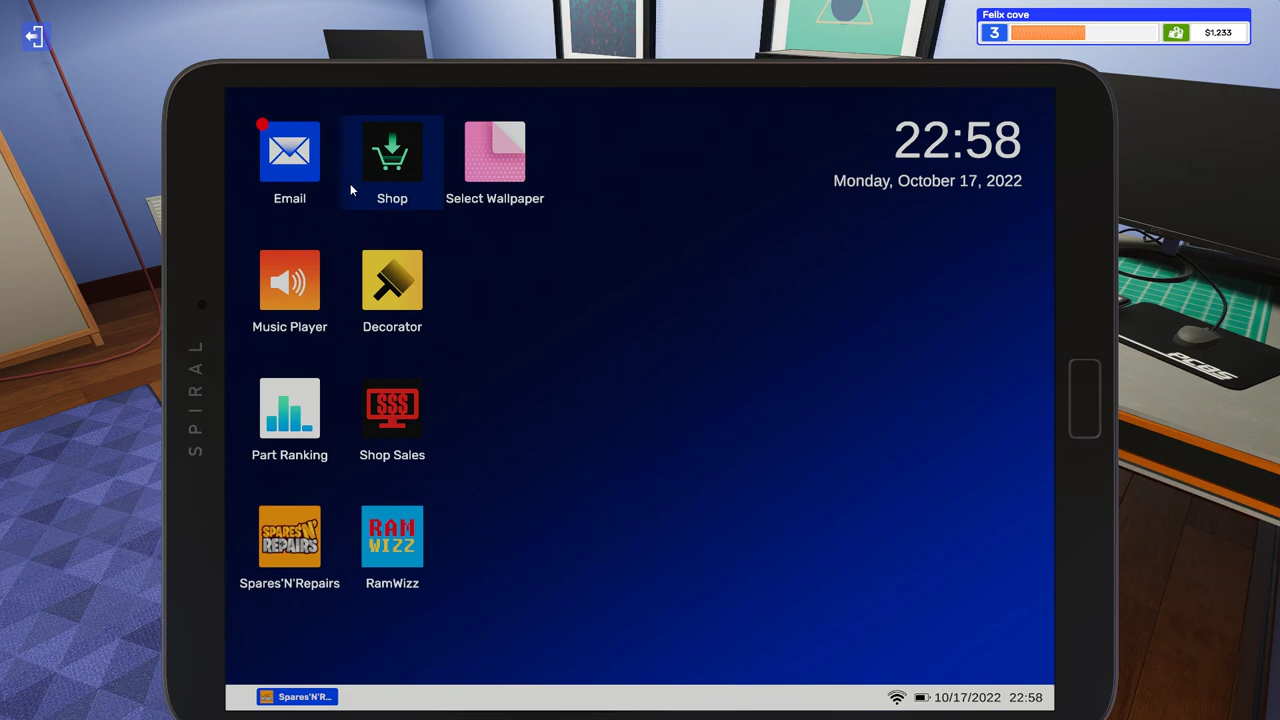 Felix cove
3
$1,233
22:58
Monday, October 17, 2022
Email
Shop
Select Wallpaper
Music Player
Decorator
$$$
Part Ranking
Shop Sales
SPARES'N'
REPAIRS
RAM
WIZZ
Spares'N'Repairs
RamWizz
SPIRAL
PCBS
Spares'N'R...
10/17/2022 22:58